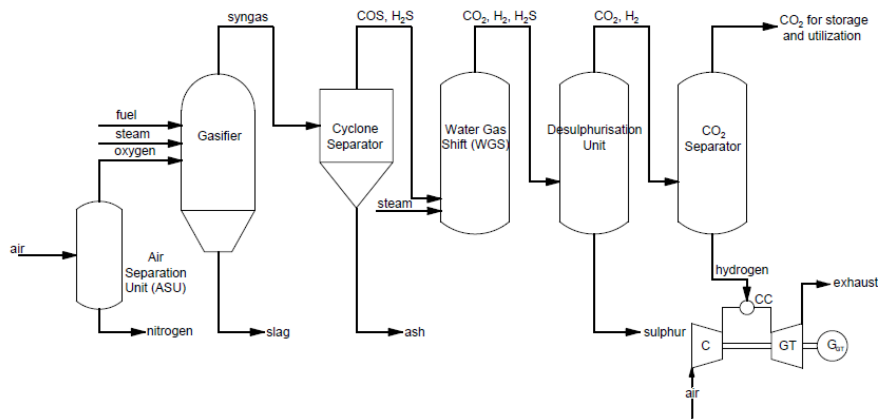 syngas
COS, H₂S
CO₂, H₂, H₂S
CO₂, H₂
CO₂ for storage
and utilization
fuel
steam
oxygen
Gasifier
Cyclone
Separator
Water Gas
Shift (WGS)
Desulphurisation
Unit
CO₂
Separator
steam
air
Air
Separation
Unit (ASU)
hydrogen
exhaust
CC
nitrogen
slag
ash
sulphur
C
GT
G_GT
air